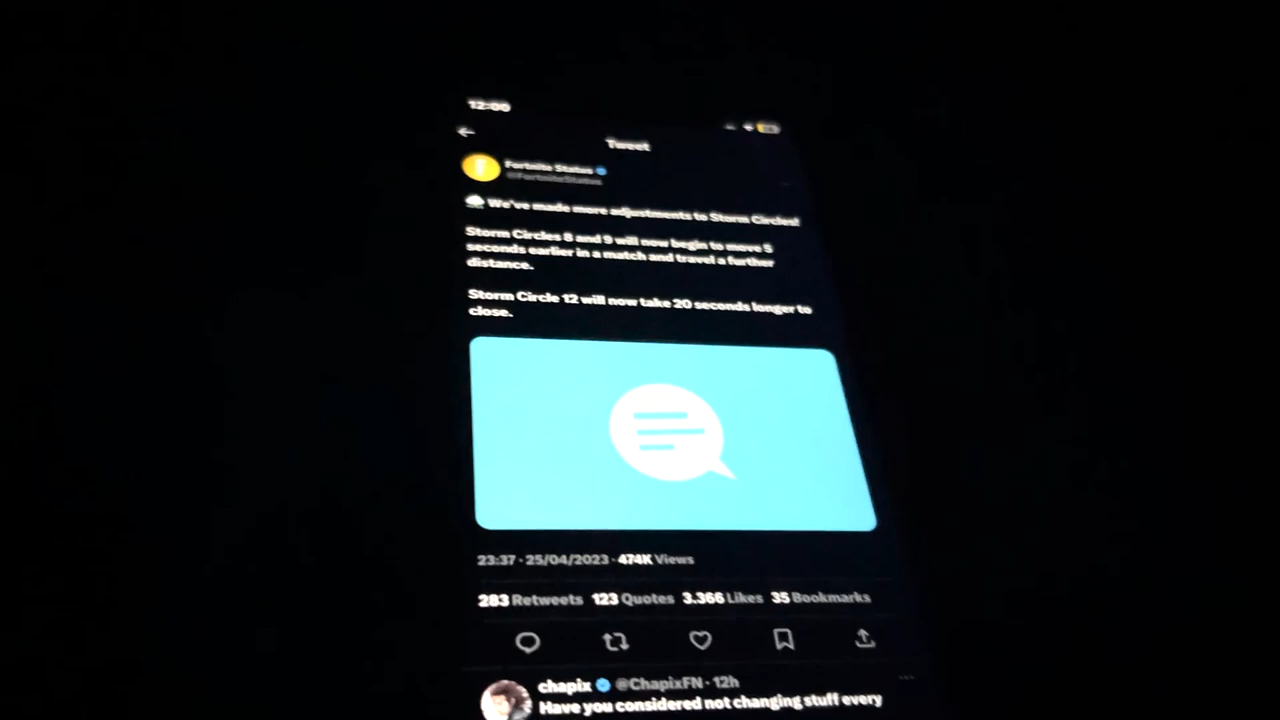 12:00
Tweet
Fortnite Status
@FortniteStatus
We've made more adjustments to Storm Circles!
Storm Circles 8 and 9 will now begin to move 5
seconds earlier in a match and travel a further
distance.
Storm Circle 12 will now take 20 seconds longer to
close.
23:37 · 25/04/2023 · 474K Views
283 Retweets 123 Quotes 3.366 Likes 35 Bookmarks
chapix @ChapixFN · 12h
Have you considered not changing stuff every